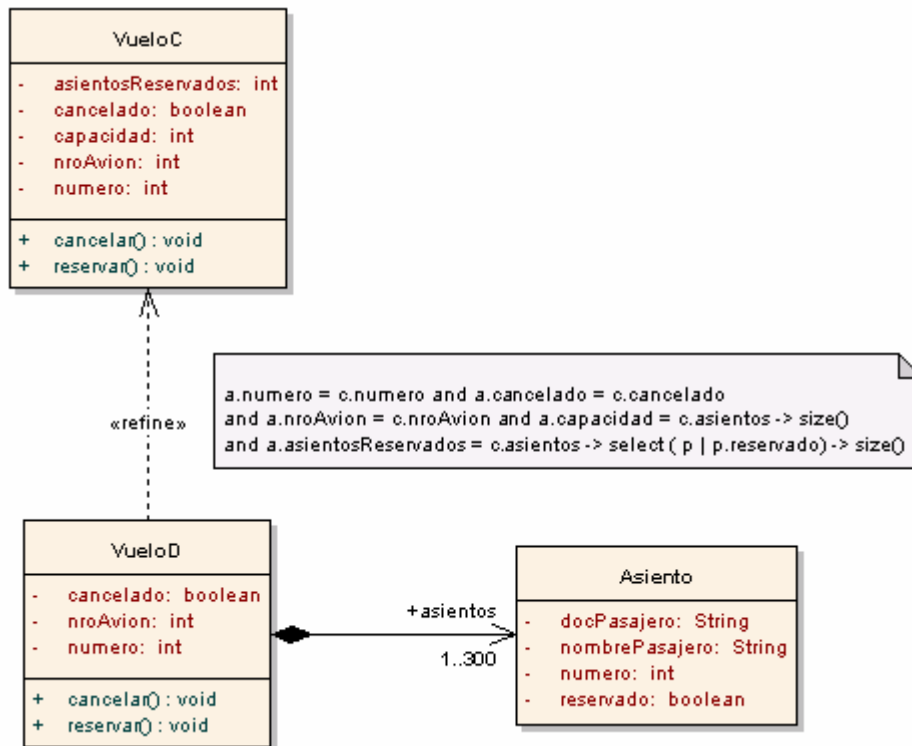 VueloC
- asientosReservados: int
- cancelado: boolean
- capacidad: int
- nroAvion: int
- numero: int
+ cancelar() : void
+ reservar() : void
«refine»
a.numero = c.numero and a.cancelado = c.cancelado
and a.nroAvion = c.nroAvion and a.capacidad = c.asientos -> size()
and a.asientosReservados = c.asientos -> select ( p | p.reservado) -> size()
VueloD
- cancelado: boolean
- nroAvion: int
- numero: int
+ cancelar() : void
+ reservar() : void
+asientos
1..300
Asiento
- docPasajero: String
- nombrePasajero: String
- numero: int
- reservado: boolean